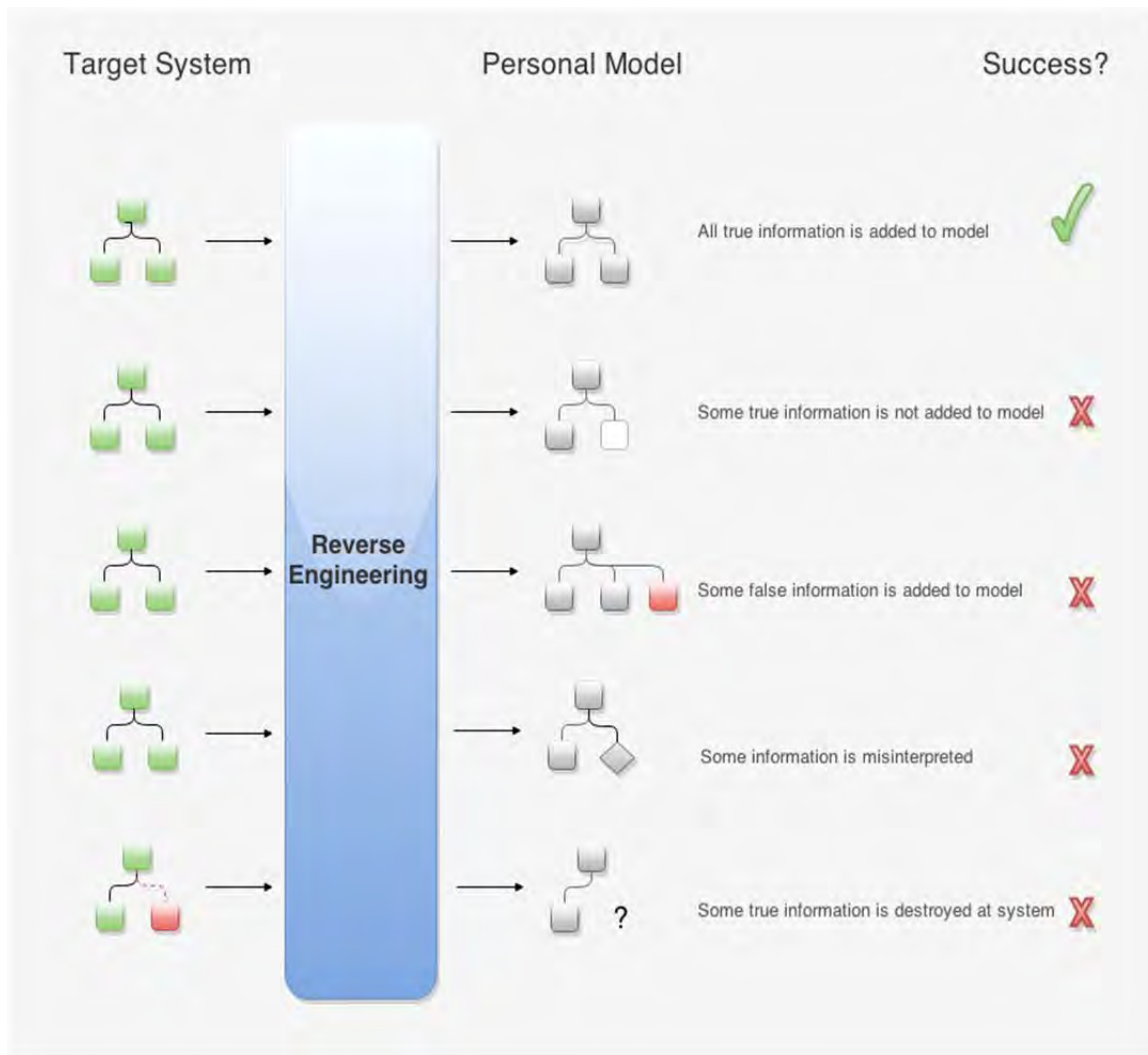 Target System
Personal Model
Success?
All true information is added to model
Some true information is not added to model
Reverse
Engineering
Some false information is added to model
Some information is misinterpreted
?
Some true information is destroyed at system